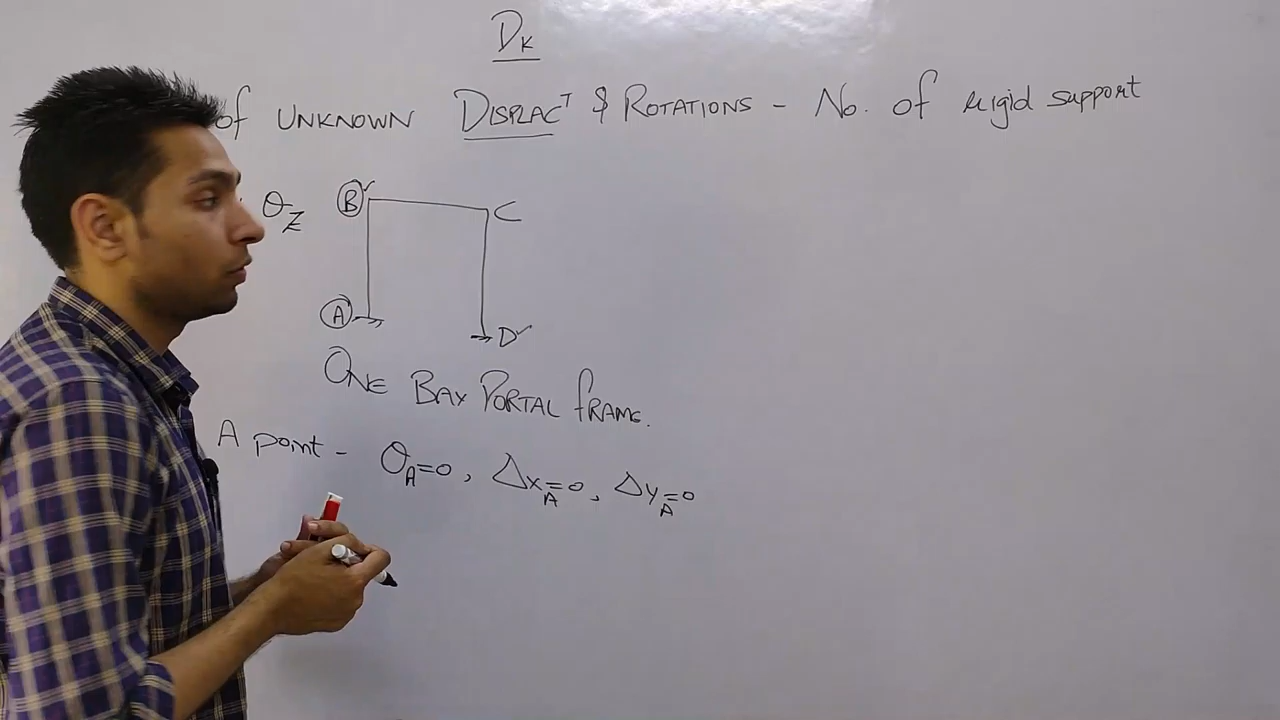 DK
of UNKNOWN DISPLACT & ROTATIONS - No. of rigid support
θZ B C
A D
ONE BAY PORTAL fRAME.
A point - θA=0, ΔxA=0, ΔyA=0